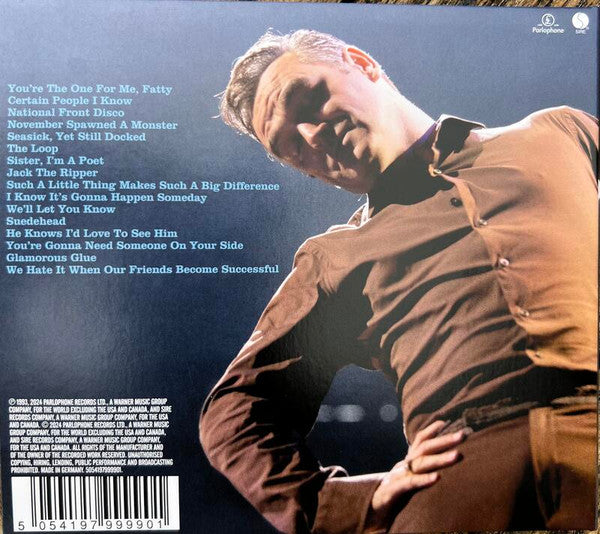 Parlophone
SIRE
You're The One For Me, Fatty
Certain People I Know
National Front Disco
November Spawned A Monster
Seasick, Yet Still Docked
The Loop
Sister, I'm A Poet
Jack The Ripper
Such A Little Thing Makes Such A Big Difference
I Know It's Gonna Happen Someday
We'll Let You Know
Suedehead
He Knows I'd Love To See Him
You're Gonna Need Someone On Your Side
Glamorous Glue
We Hate It When Our Friends Become Successful
℗ 1993, 2024 PARLOPHONE RECORDS LTD., A WARNER MUSIC GROUP
COMPANY, FOR THE WORLD EXCLUDING THE USA AND CANADA, AND SIRE
RECORDS COMPANY, A WARNER MUSIC GROUP COMPANY, FOR THE USA
AND CANADA. © 2024 PARLOPHONE RECORDS LTD., A WARNER MUSIC
GROUP COMPANY, FOR THE WORLD EXCLUDING THE USA AND CANADA,
AND SIRE RECORDS COMPANY, A WARNER MUSIC GROUP COMPANY,
FOR THE USA AND CANADA. ALL RIGHTS OF THE MANUFACTURER AND
OF THE OWNER OF THE RECORDED WORK RESERVED. UNAUTHORISED
COPYING, HIRING, LENDING, PUBLIC PERFORMANCE AND BROADCASTING
PROHIBITED. MADE IN GERMANY. 5054197999901.
5 054197 999901